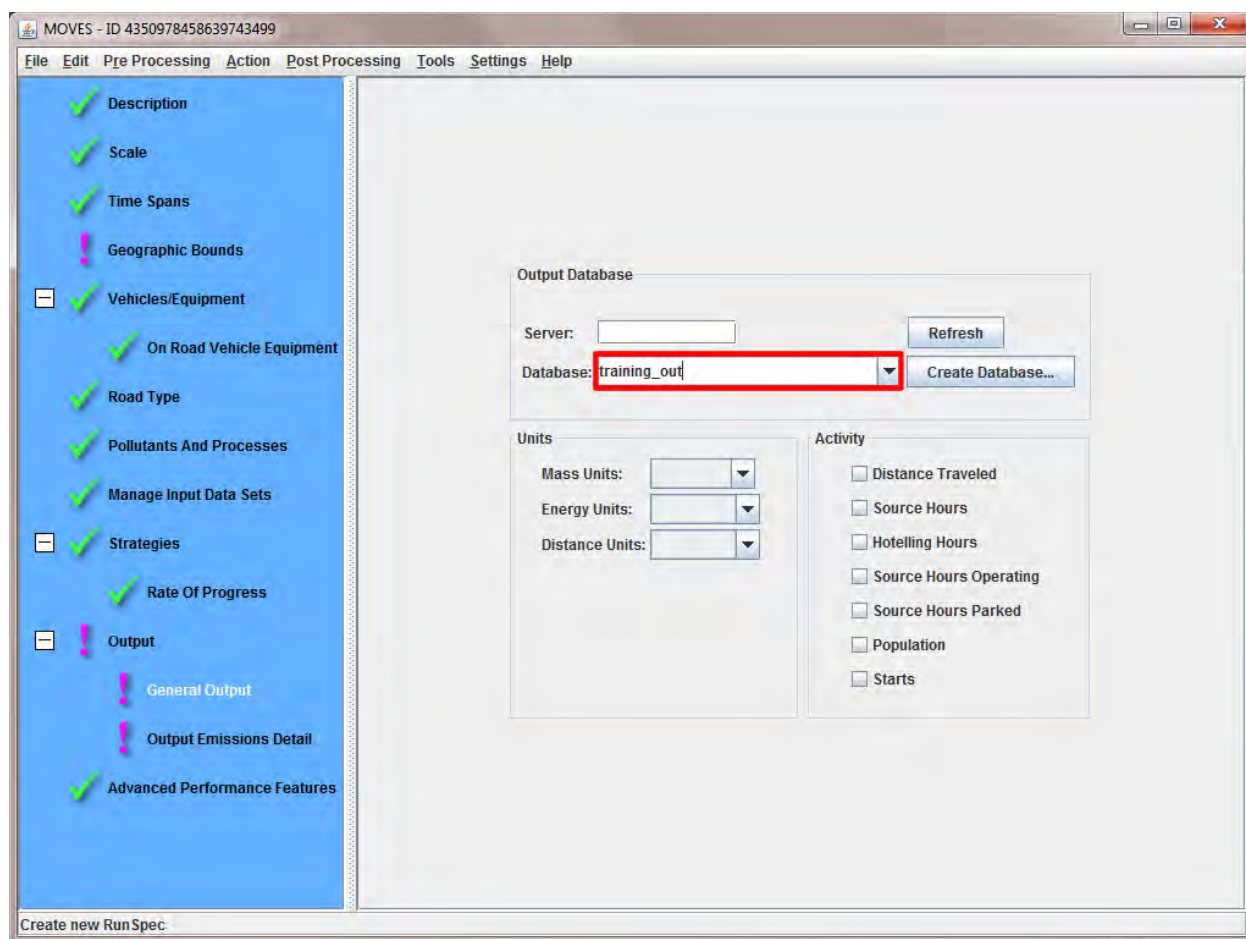 MOVES - ID 4350978458639743499
File Edit Pre Processing Action Post Processing Tools Settings Help
Description
Scale
Time Spans
Geographic Bounds
Vehicles/Equipment
On Road Vehicle Equipment
Road Type
Pollutants And Processes
Manage Input Data Sets
Strategies
Rate Of Progress
Output
General Output
Output Emissions Detail
Advanced Performance Features
Output Database
Server:
Refresh
Database: training_out
Create Database...
Units
Mass Units:
Energy Units:
Distance Units:
Activity
Distance Traveled
Source Hours
Hotelling Hours
Source Hours Operating
Source Hours Parked
Population
Starts
Create new RunSpec